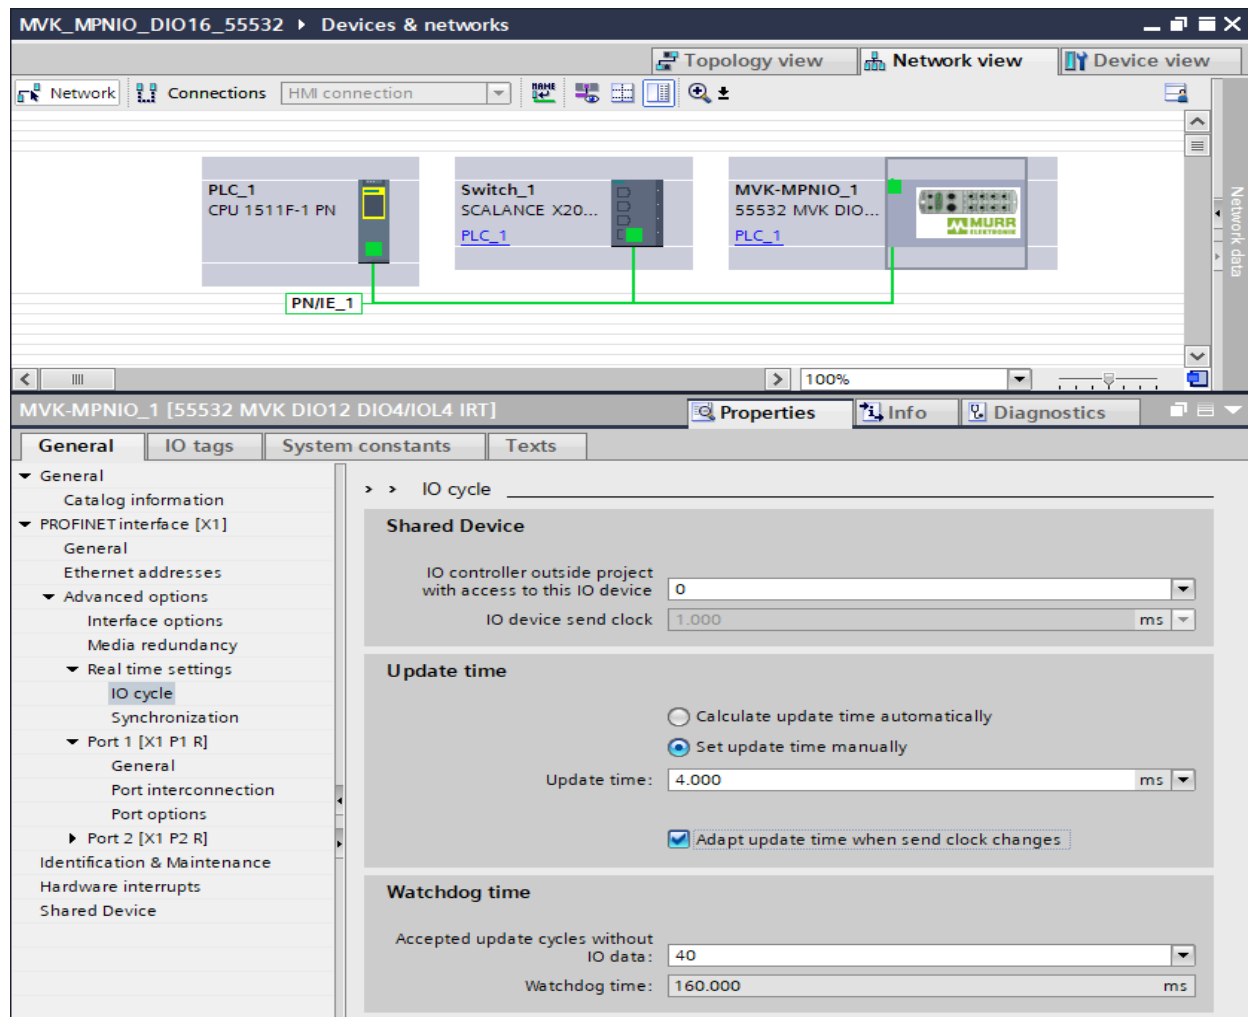 MVK_MPNIO_DIO16_55532 ▸ Devices & networks
Topology view Network view Device view
Network Connections HMI connection
PLC_1
CPU 1511F-1 PN
Switch_1
SCALANCE X20...
PLC_1
MVK-MPNIO_1
55532 MVK DIO...
PLC_1
MURR
ELEKTRONIK
PN/IE_1
Network data
100%
MVK-MPNIO_1 [55532 MVK DIO12 DIO4/IOL4 IRT]
Properties Info Diagnostics
General IO tags System constants Texts
General
Catalog information
PROFINET interface [X1]
General
Ethernet addresses
Advanced options
Interface options
Media redundancy
Real time settings
IO cycle
Synchronization
Port 1 [X1 P1 R]
General
Port interconnection
Port options
Port 2 [X1 P2 R]
Identification & Maintenance
Hardware interrupts
Shared Device
> > IO cycle
Shared Device
IO controller outside project
with access to this IO device 0
IO device send clock 1.000 ms
Update time
Calculate update time automatically
Set update time manually
Update time: 4.000 ms
Adapt update time when send clock changes
Watchdog time
Accepted update cycles without
IO data: 40
Watchdog time: 160.000 ms